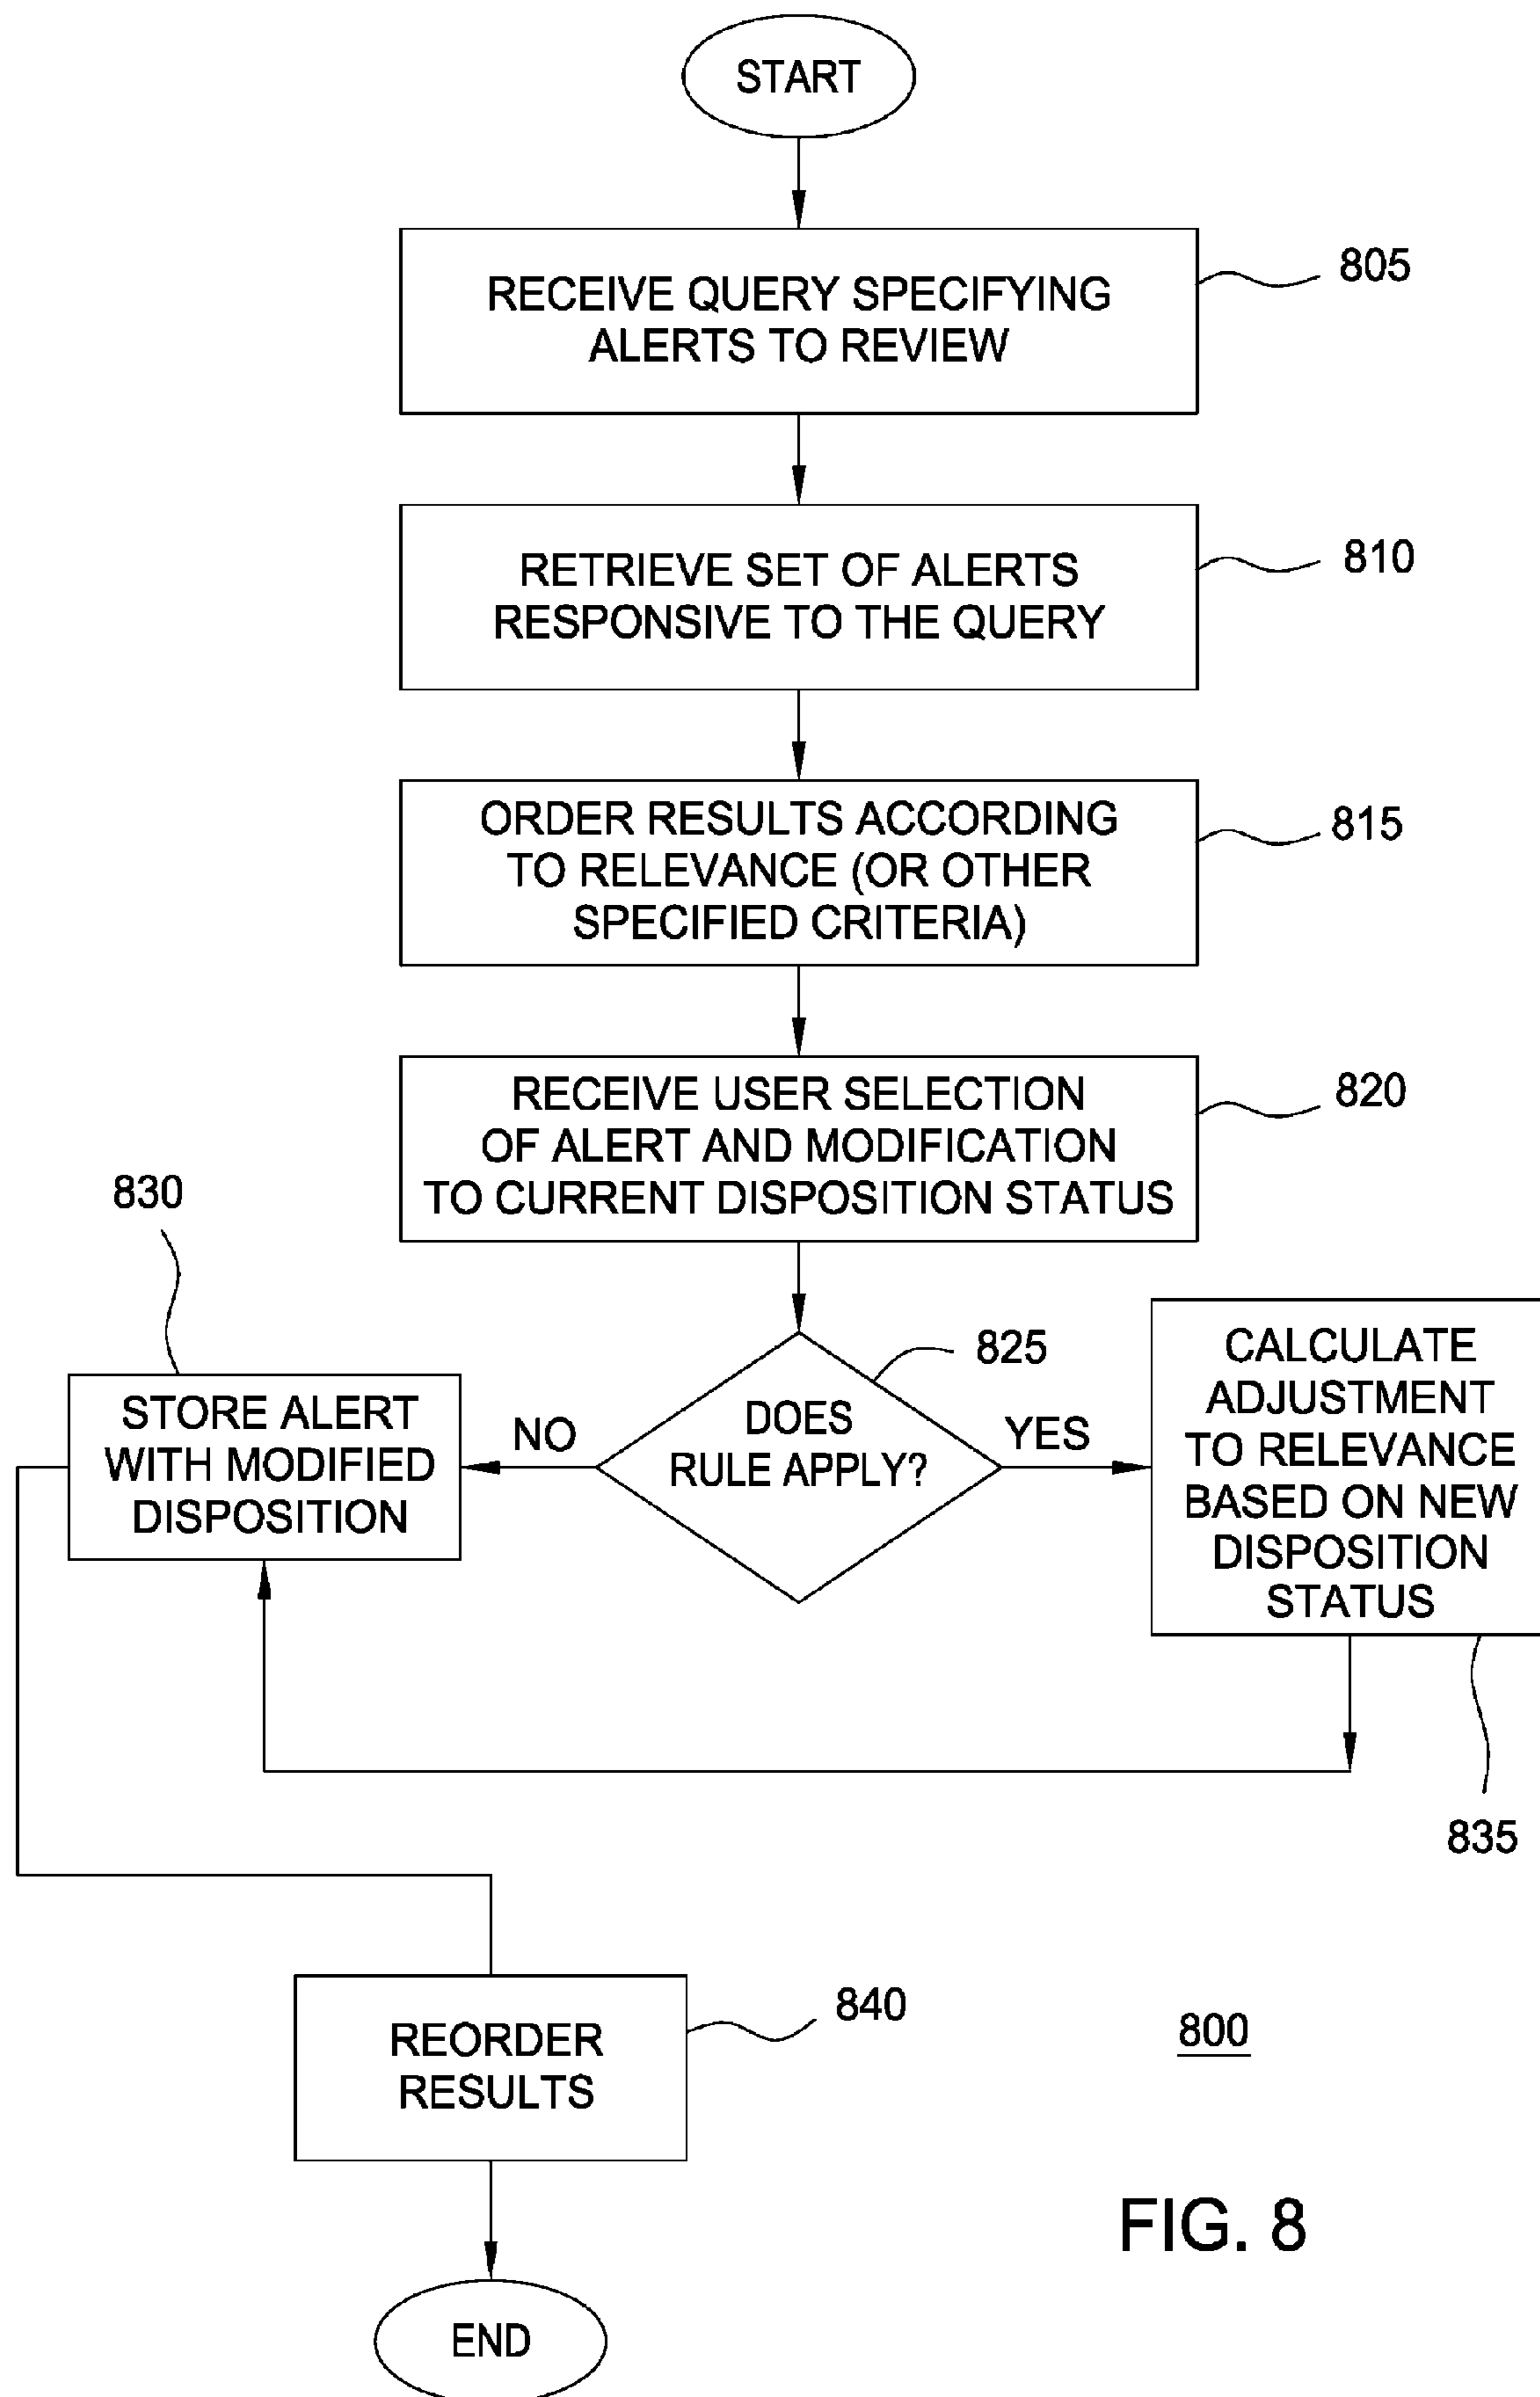 START
RECEIVE QUERY SPECIFYING
ALERTS TO REVIEW
805
RETRIEVE SET OF ALERTS
RESPONSIVE TO THE QUERY
810
ORDER RESULTS ACCORDING
TO RELEVANCE (OR OTHER
SPECIFIED CRITERIA)
815
RECEIVE USER SELECTION
OF ALERT AND MODIFICATION
TO CURRENT DISPOSITION STATUS
820
DOES
RULE APPLY?
825
NO
YES
830
STORE ALERT
WITH MODIFIED
DISPOSITION
CALCULATE
ADJUSTMENT
TO RELEVANCE
BASED ON NEW
DISPOSITION
STATUS
835
REORDER
RESULTS
840
800
END
FIG. 8